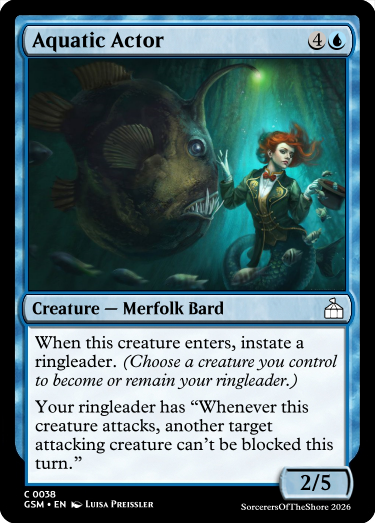 Aquatic Actor 4
Creature — Merfolk Bard
When this creature enters, instate a
ringleader. (Choose a creature you control
to become or remain your ringleader.)
Your ringleader has “Whenever this
creature attacks, another target
attacking creature can't be blocked this
turn.”
2/5
C 0038
GSM • EN Luisa Preissler
SorcerersOfTheShore 2026